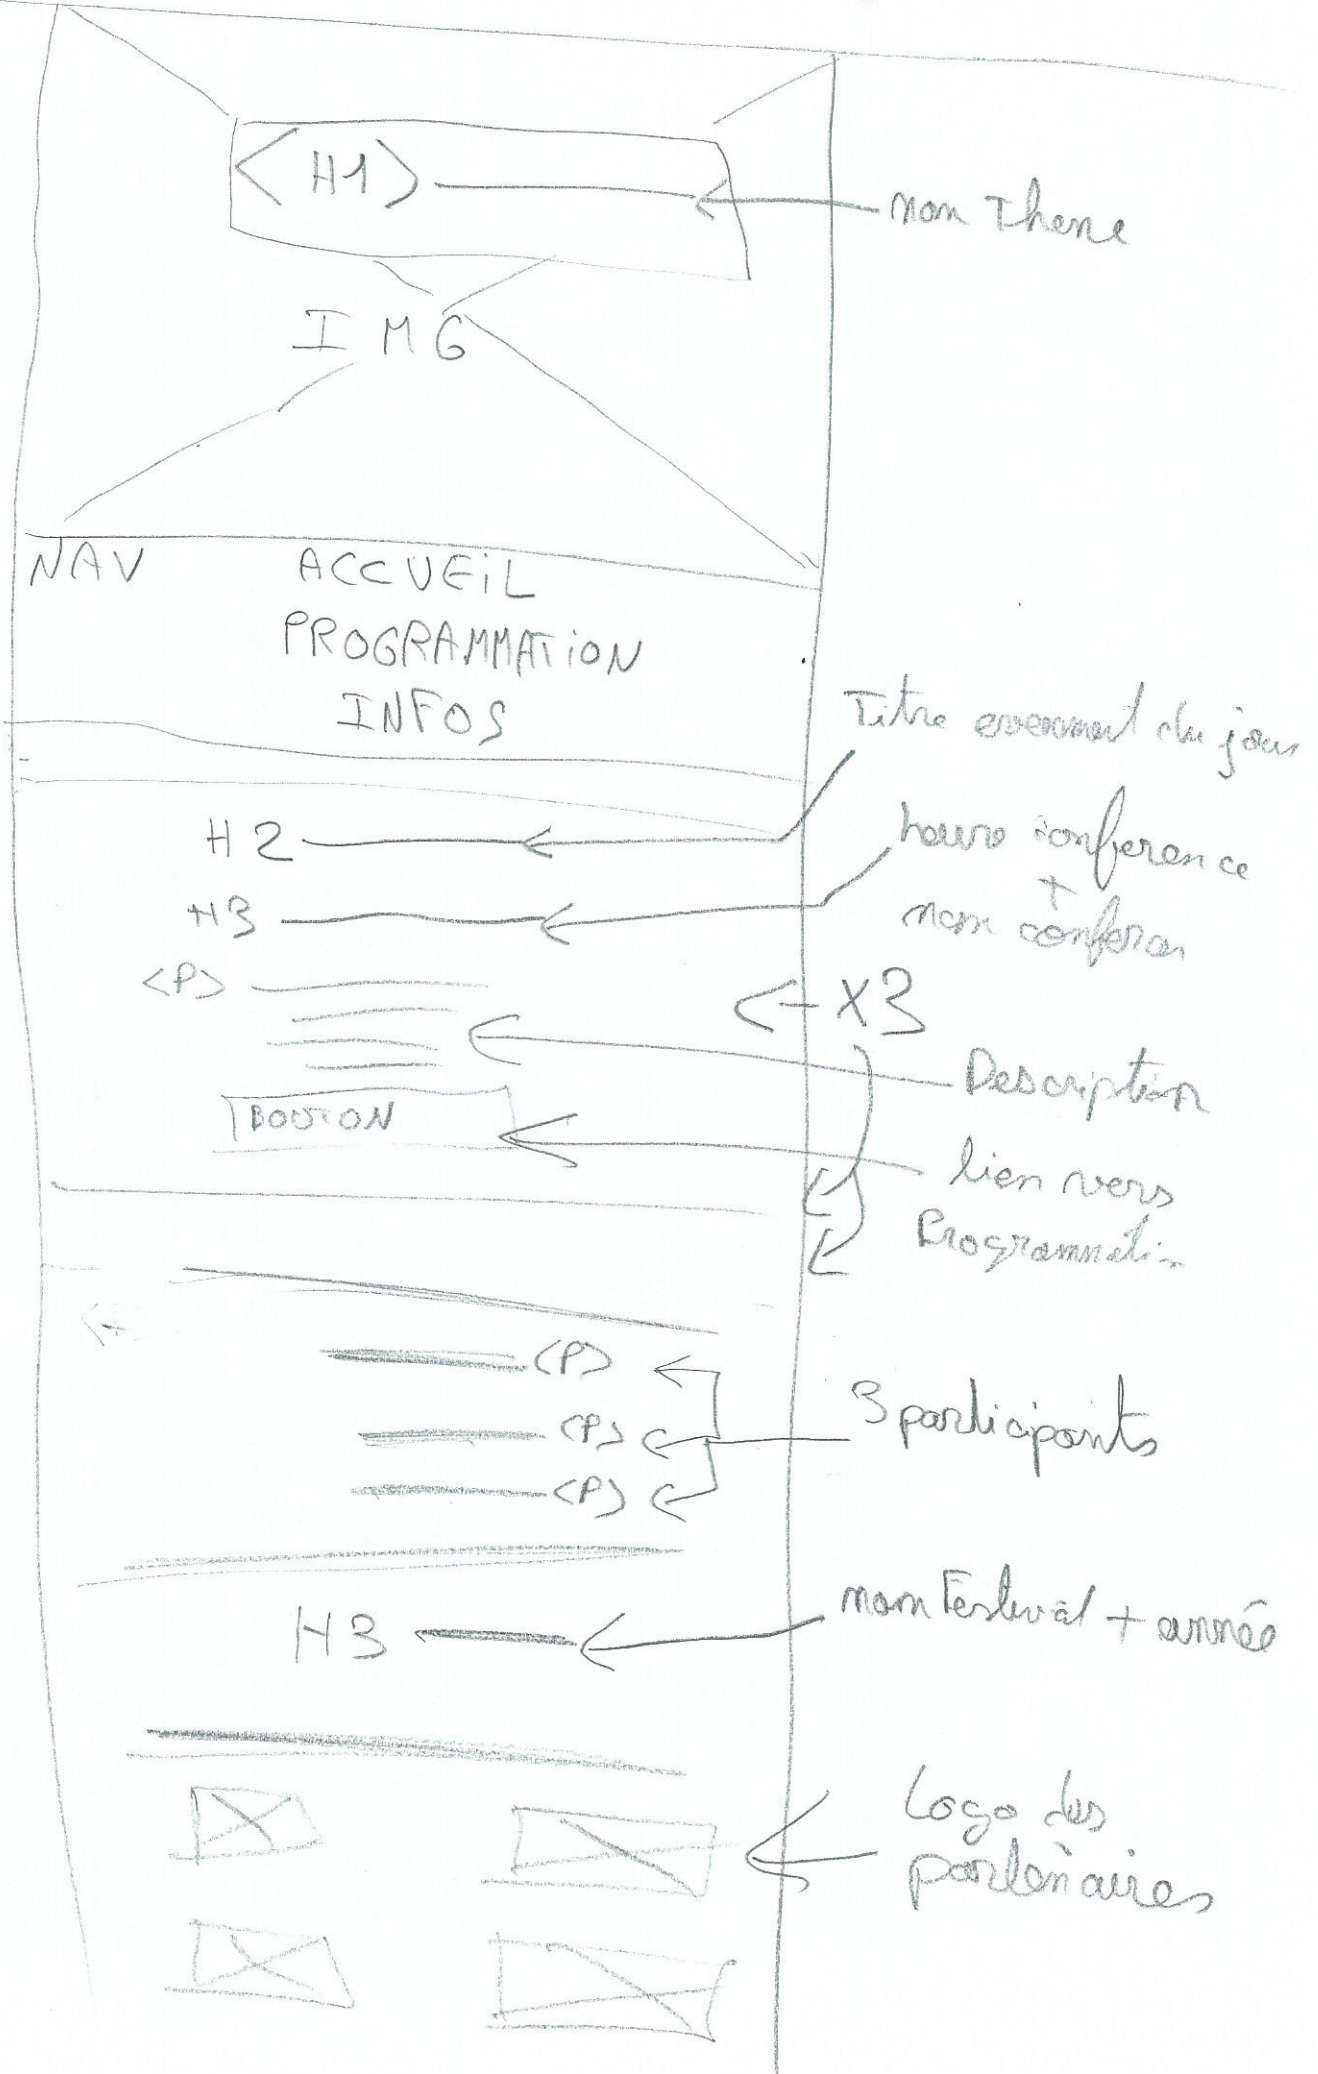 <H1>
nom Theme
IMG
NAV
ACCUEIL
PROGRAMMATION
INFOS
Titre evenment du jour
H2
heure conference
+
nom conferen
H3
<P>
X3
Description
BOUTON
lien vers
Programmation
<P>
<P>
<P>
3 participants
H3
nom Festival + année
Logo des
partenaires